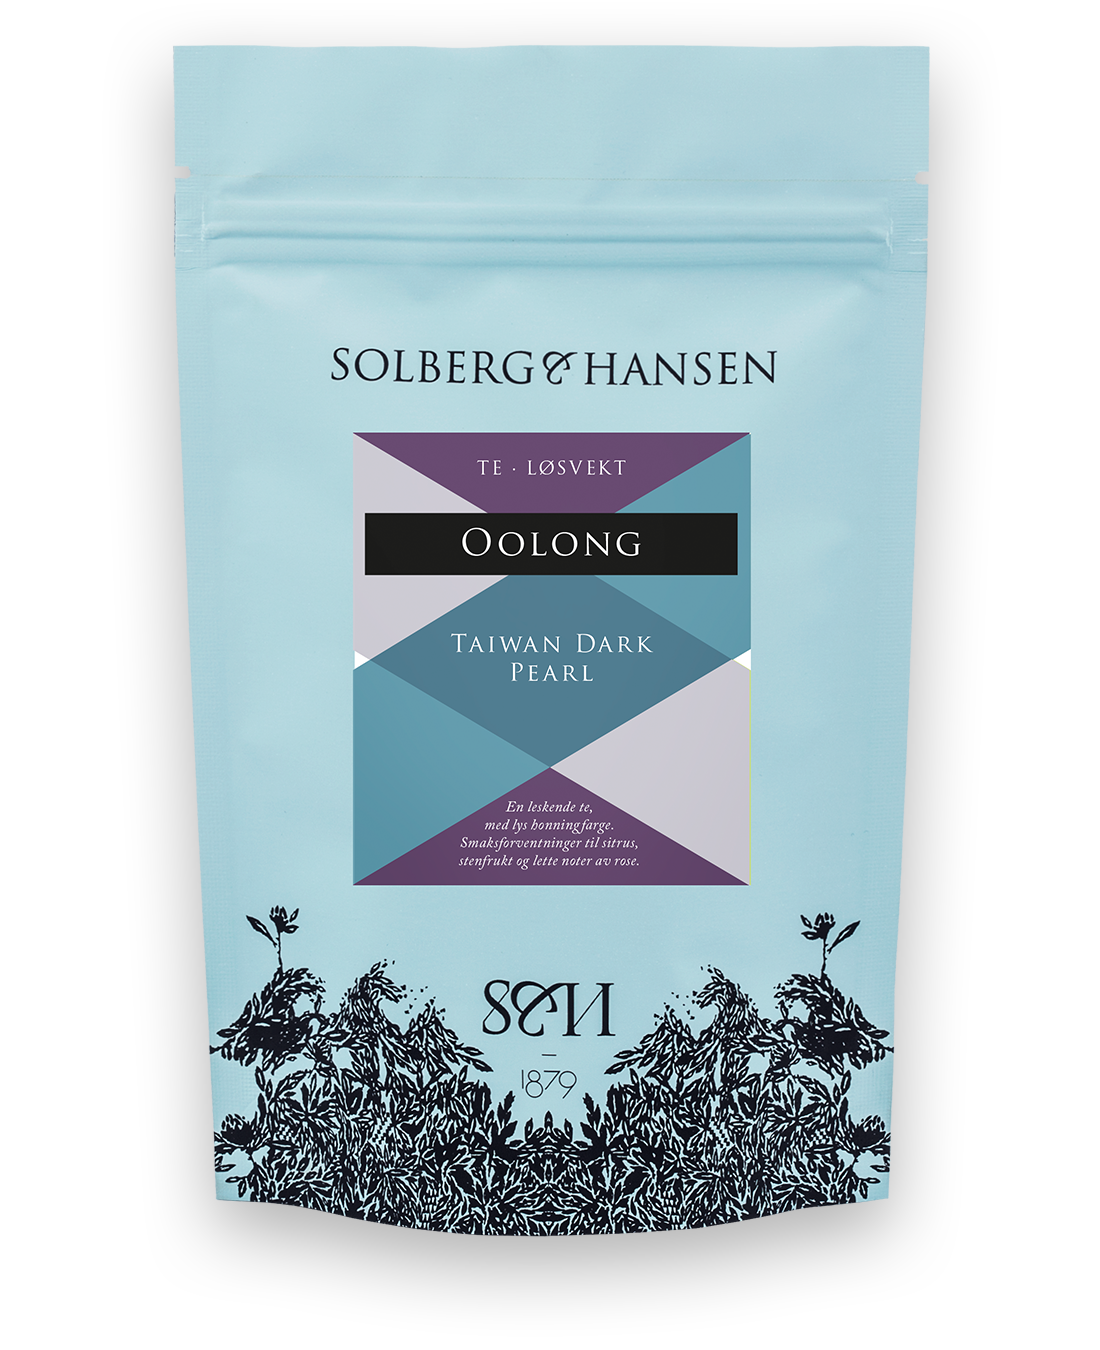 SOLBERG & HANSEN
TE · LØSVEKT
OOLONG
TAIWAN DARK
PEARL
En leskende te,
med lys honningfarge.
Smaksforventninger til sitrus,
stenfrukt og lette noter av rose.
S&H
1879